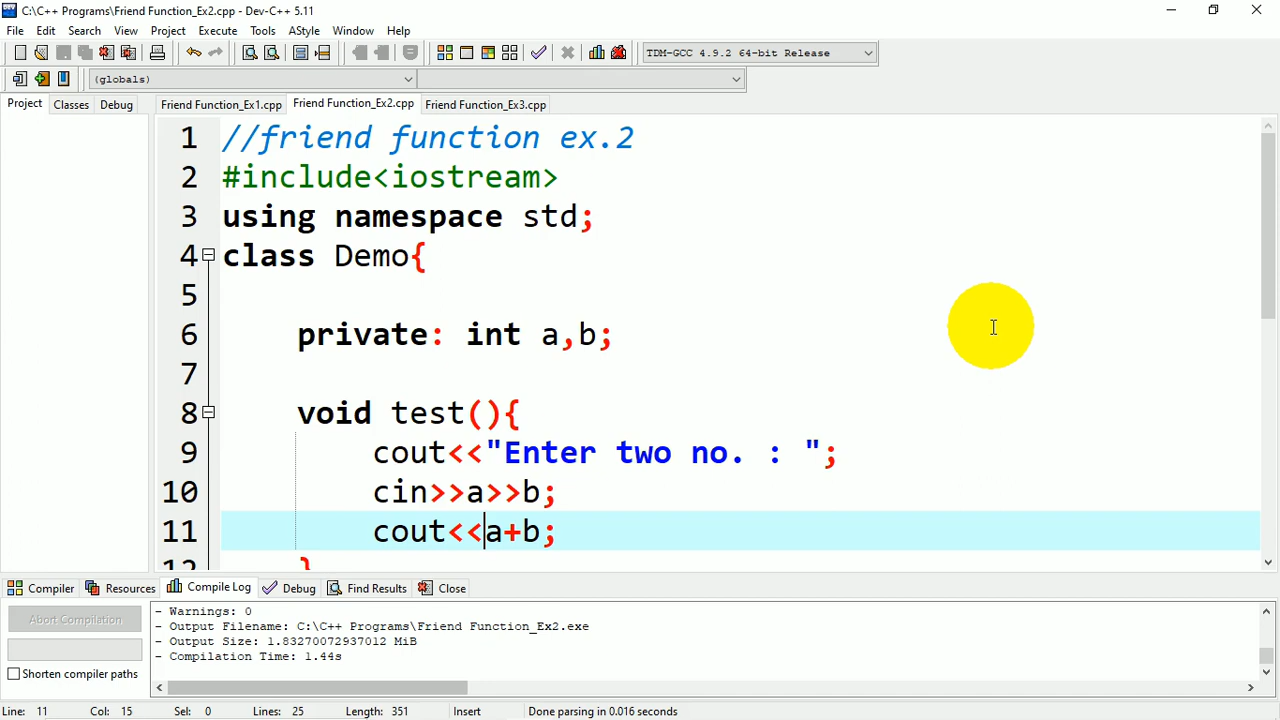 C:\C++ Programs\Friend Function_Ex2.cpp - Dev-C++ 5.11
File Edit Search View Project Execute Tools AStyle Window Help
TDM-GCC 4.9.2 64-bit Release
(globals)
Project Classes Debug Friend Function_Ex1.cpp Friend Function_Ex2.cpp Friend Function_Ex3.cpp
1 //friend function ex.2
2 #include<iostream>
3 using namespace std;
4 class Demo{
5
6 private: int a,b;
7
8 void test(){
9 cout<<"Enter two no. : ";
10 cin>>a>>b;
11 cout<<a+b;
12 }
Compiler Resources Compile Log Debug Find Results Close
Abort Compilation
Shorten compiler paths
- Warnings: 0
- Output Filename: C:\C++ Programs\Friend Function_Ex2.exe
- Output Size: 1.83270072937012 MiB
- Compilation Time: 1.44s
Line: 11 Col: 15 Sel: 0 Lines: 25 Length: 351 Insert Done parsing in 0.016 seconds